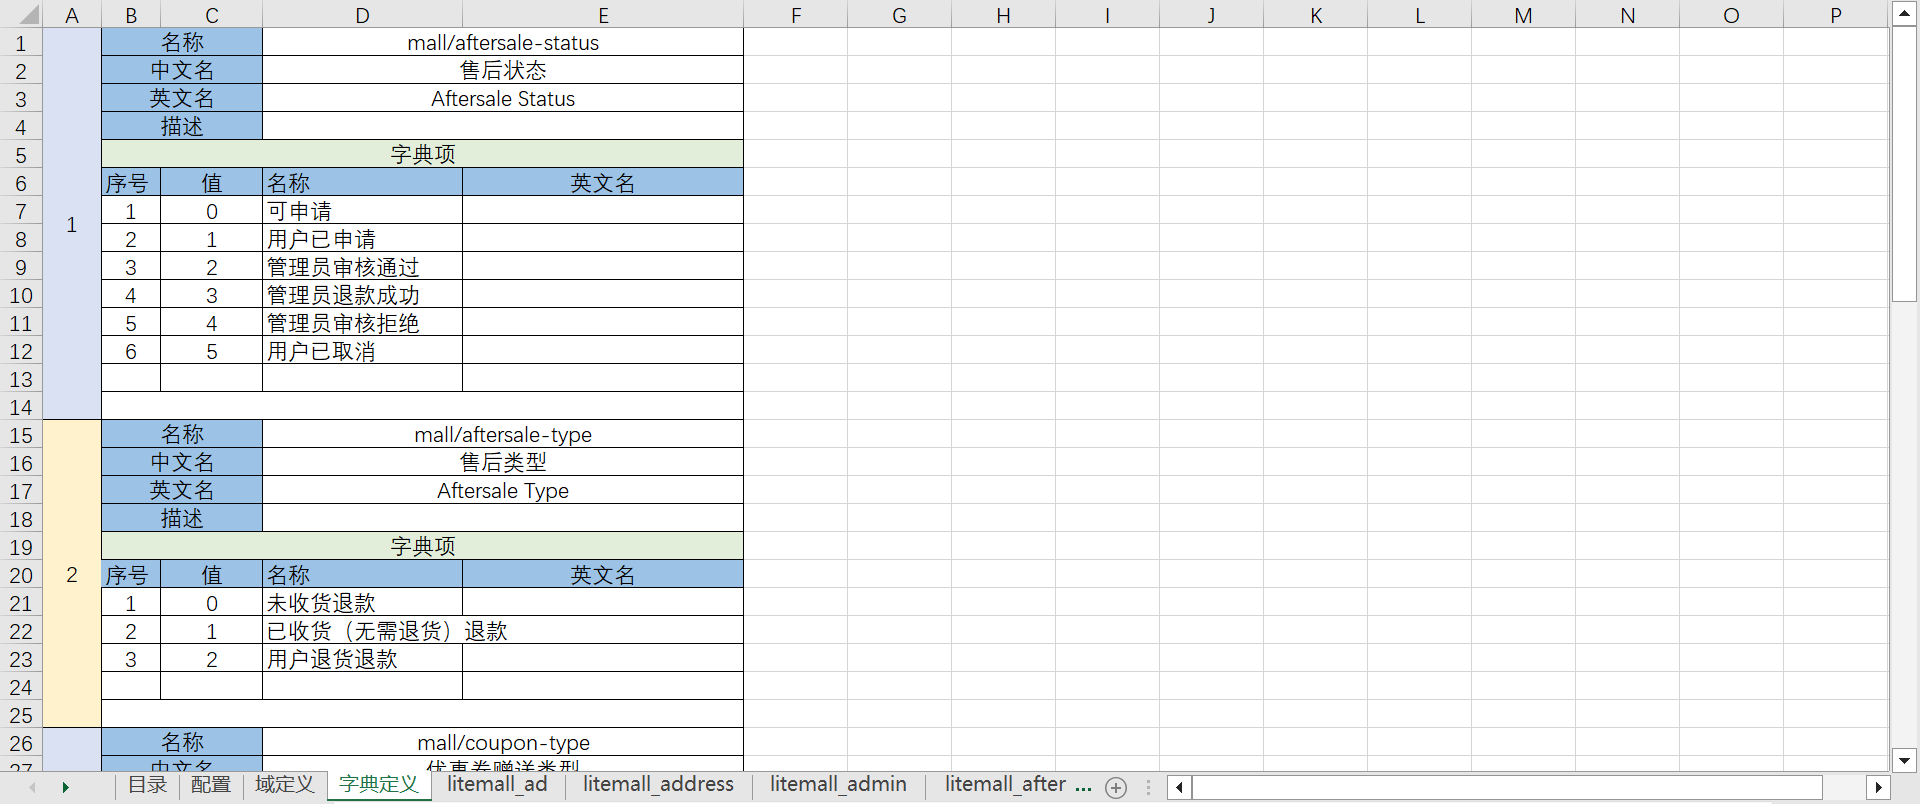 A B C D E F G H I J K L M N O P
1 名称 mall/aftersale-status
2 中文名 售后状态
3 英文名 Aftersale Status
4 描述
5 字典项
6 序号 值 名称 英文名
7 1 0 可申请
1
8 2 1 用户已申请
9 3 2 管理员审核通过
10 4 3 管理员退款成功
11 5 4 管理员审核拒绝
12 6 5 用户已取消
13
14
15 名称 mall/aftersale-type
16 中文名 售后类型
17 英文名 Aftersale Type
18 描述
19 字典项
20 2 序号 值 名称 英文名
21 1 0 未收货退款
22 2 1 已收货（无需退货）退款
23 3 2 用户退货退款
24
25
26 名称 mall/coupon-type
27 中文名 优惠券赠送类型
目录 配置 域定义 字典定义 litemall_ad litemall_address litemall_admin litemall_after ...